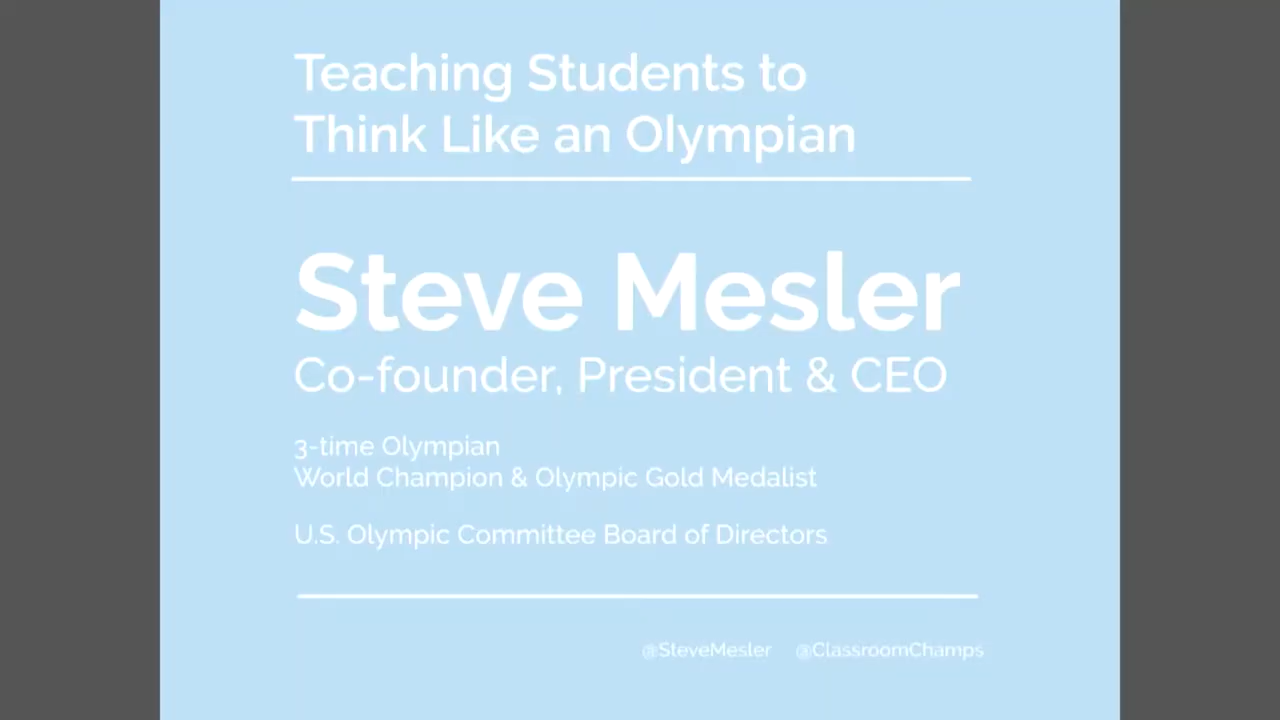 Teaching Students to
Think Like an Olympian
Steve Mesler
Co-founder, President & CEO
3-time Olympian
World Champion & Olympic Gold Medalist
U.S. Olympic Committee Board of Directors
@SteveMesler @ClassroomChamps